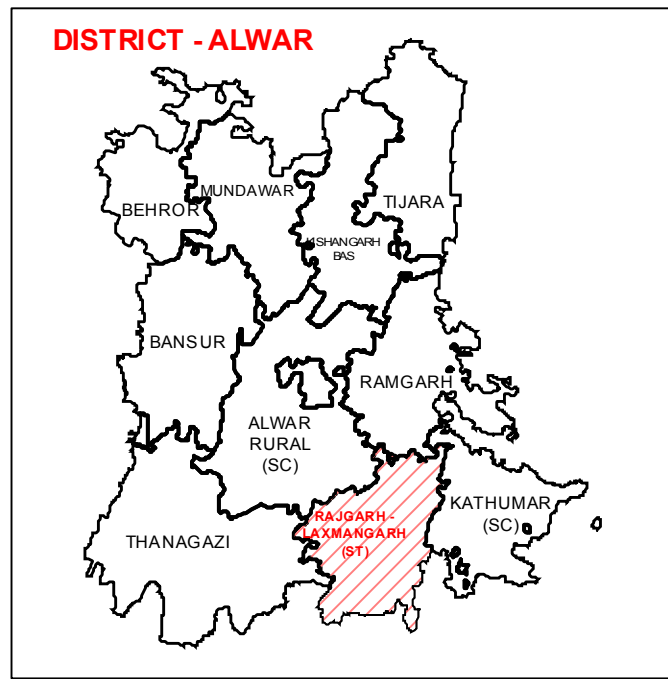 DISTRICT - ALWAR
MUNDAWAR
BEHROR
TIJARA
KISHANGARH
BAS
BANSUR
RAMGARH
ALWAR
RURAL
(SC)
KATHUMAR
(SC)
RAJGARH -
LAXMANGARH
(ST)
THANAGAZI